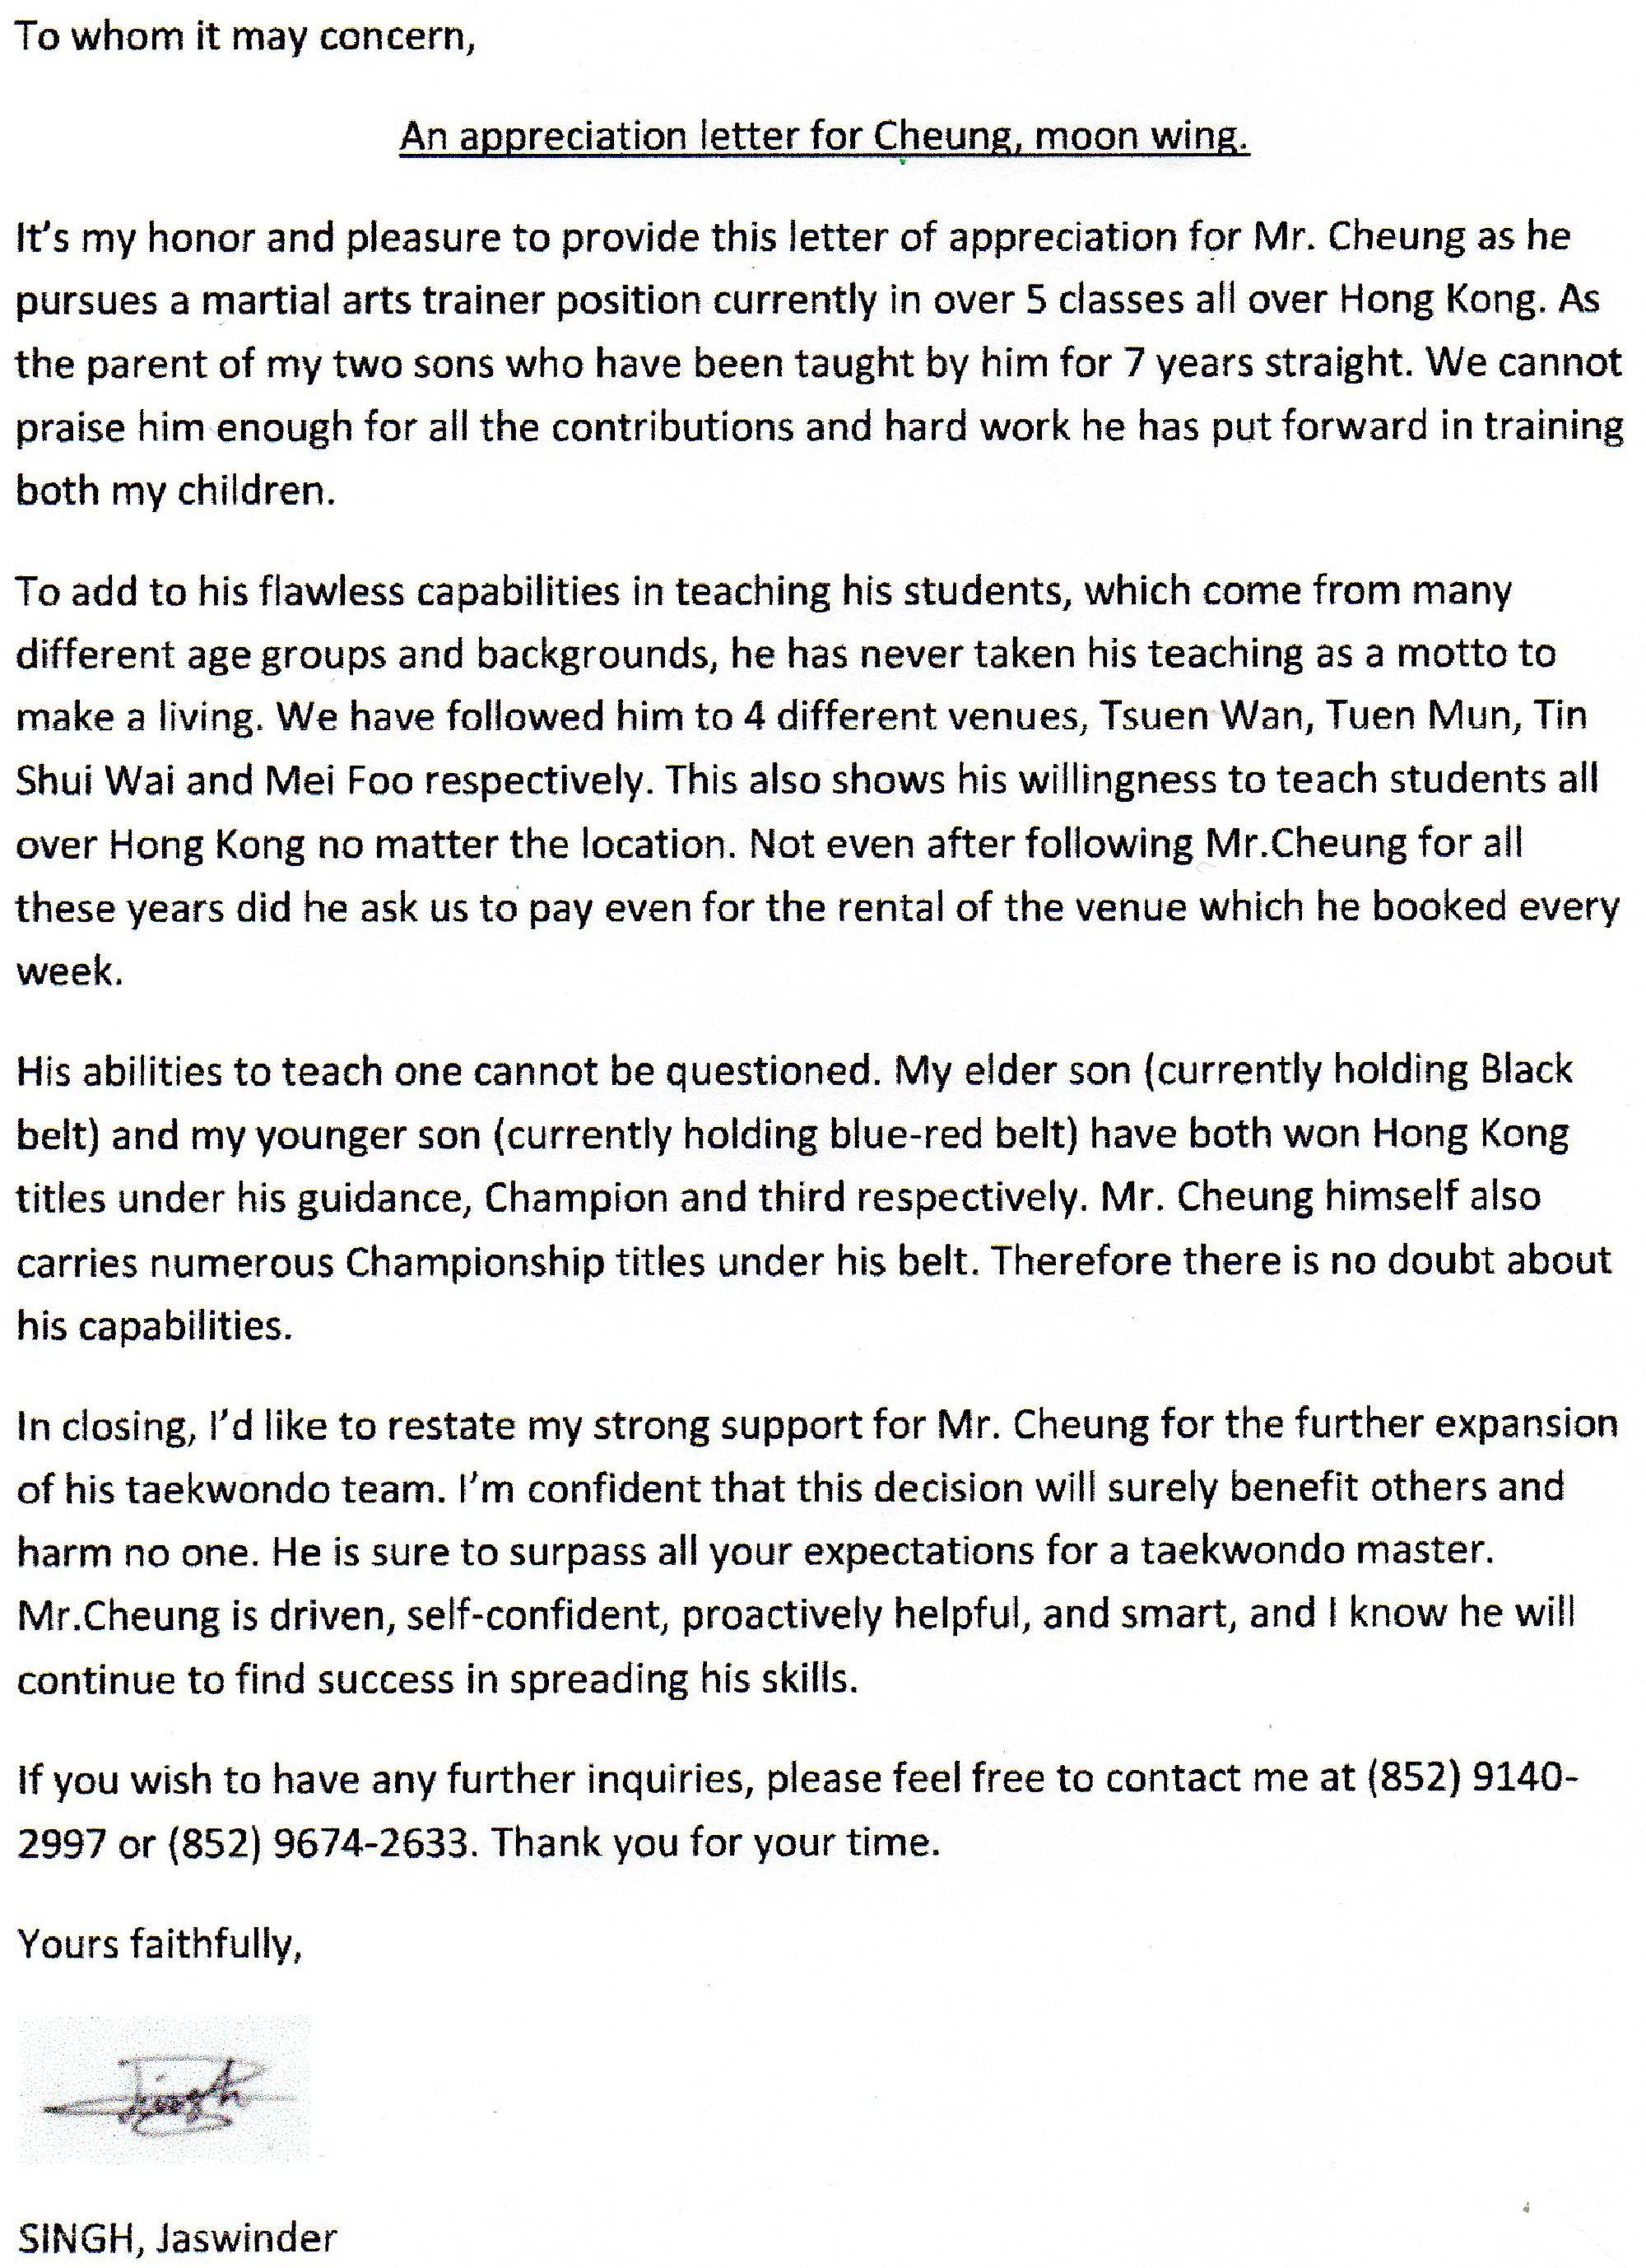 To whom it may concern,
An appreciation letter for Cheung, moon wing.
It's my honor and pleasure to provide this letter of appreciation for Mr. Cheung as he
pursues a martial arts trainer position currently in over 5 classes all over Hong Kong. As
the parent of my two sons who have been taught by him for 7 years straight. We cannot
praise him enough for all the contributions and hard work he has put forward in training
both my children.
To add to his flawless capabilities in teaching his students, which come from many
different age groups and backgrounds, he has never taken his teaching as a motto to
make a living. We have followed him to 4 different venues, Tsuen Wan, Tuen Mun, Tin
Shui Wai and Mei Foo respectively. This also shows his willingness to teach students all
over Hong Kong no matter the location. Not even after following Mr.Cheung for all
these years did he ask us to pay even for the rental of the venue which he booked every
week.
His abilities to teach one cannot be questioned. My elder son (currently holding Black
belt) and my younger son (currently holding blue-red belt) have both won Hong Kong
titles under his guidance, Champion and third respectively. Mr. Cheung himself also
carries numerous Championship titles under his belt. Therefore there is no doubt about
his capabilities.
In closing, I'd like to restate my strong support for Mr. Cheung for the further expansion
of his taekwondo team. I'm confident that this decision will surely benefit others and
harm no one. He is sure to surpass all your expectations for a taekwondo master.
Mr.Cheung is driven, self-confident, proactively helpful, and smart, and I know he will
continue to find success in spreading his skills.
If you wish to have any further inquiries, please feel free to contact me at (852) 9140-
2997 or (852) 9674-2633. Thank you for your time.
Yours faithfully,
Singh
SINGH, Jaswinder